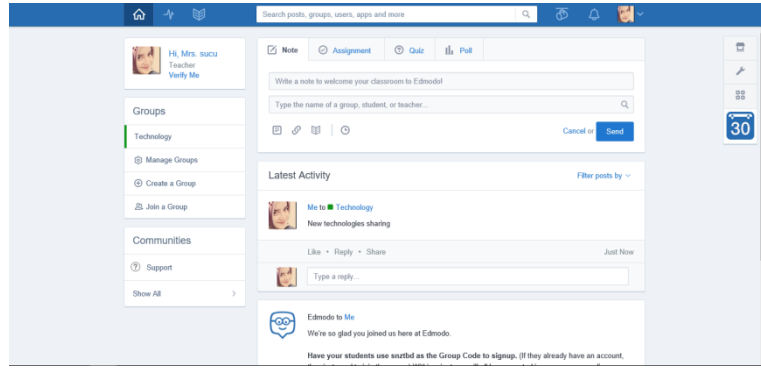 Search posts, groups, users, apps and more
Hi, Mrs. sucu
Teacher
Verify Me
Groups
Technology
Manage Groups
Create a Group
Join a Group
Communities
Support
Show All
Note
Assignment
Quiz
Poll
Write a note to welcome your classroom to Edmodo!
Type the name of a group, student, or teacher...
Cancel or Send
Latest Activity
Filter posts by
Me to Technology
New technologies sharing
Like • Reply • Share
Just Now
Type a reply...
Edmodo to Me
We're so glad you joined us here at Edmodo.
Have your students use snztbd as the Group Code to signup. (If they already have an account,
30